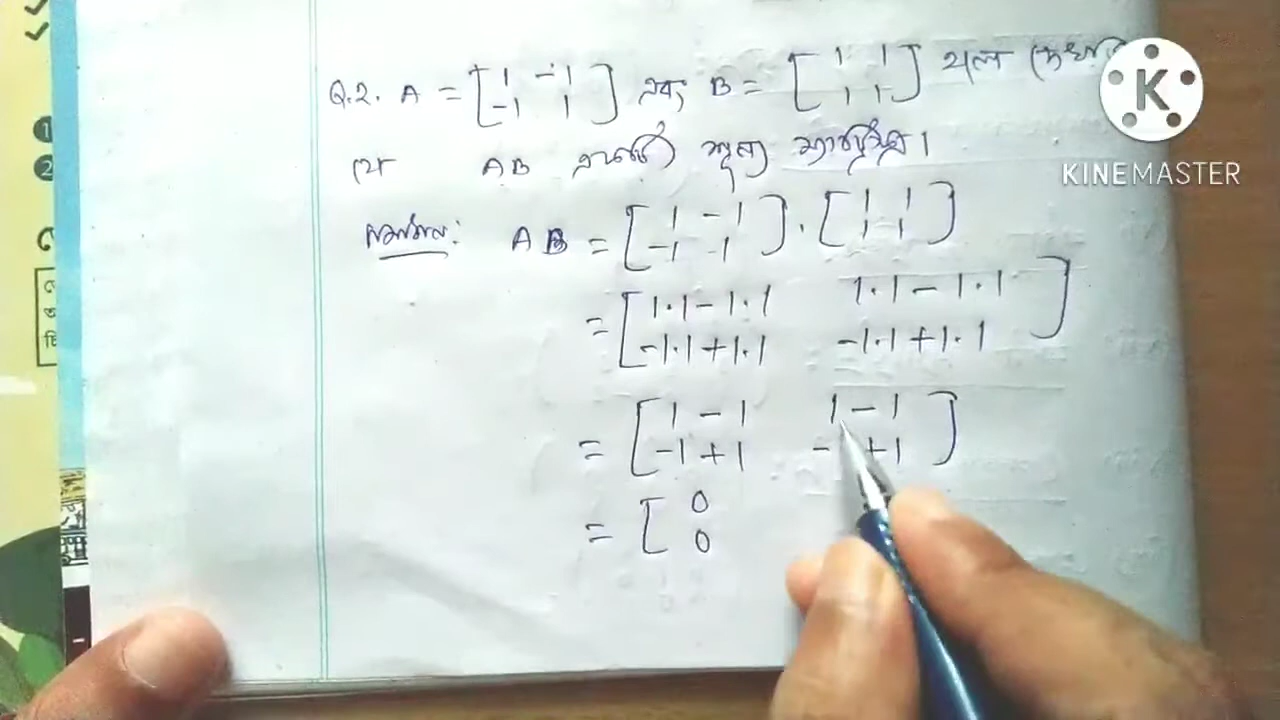 Q.2. A = [1 -1 -1 1] এবং B = [1 1 1 1] হলে দেখাও
যে AB একটি শূন্য ম্যাট্রিক্স।
সমাধান: AB = [1 -1 -1 1] . [1 1 1 1]
= [1.1-1.1 1.1-1.1 -1.1+1.1 -1.1+1.1]
= [1-1 1-1 -1+1 - +1]
= [0 0
K
KINEMASTER
1
2